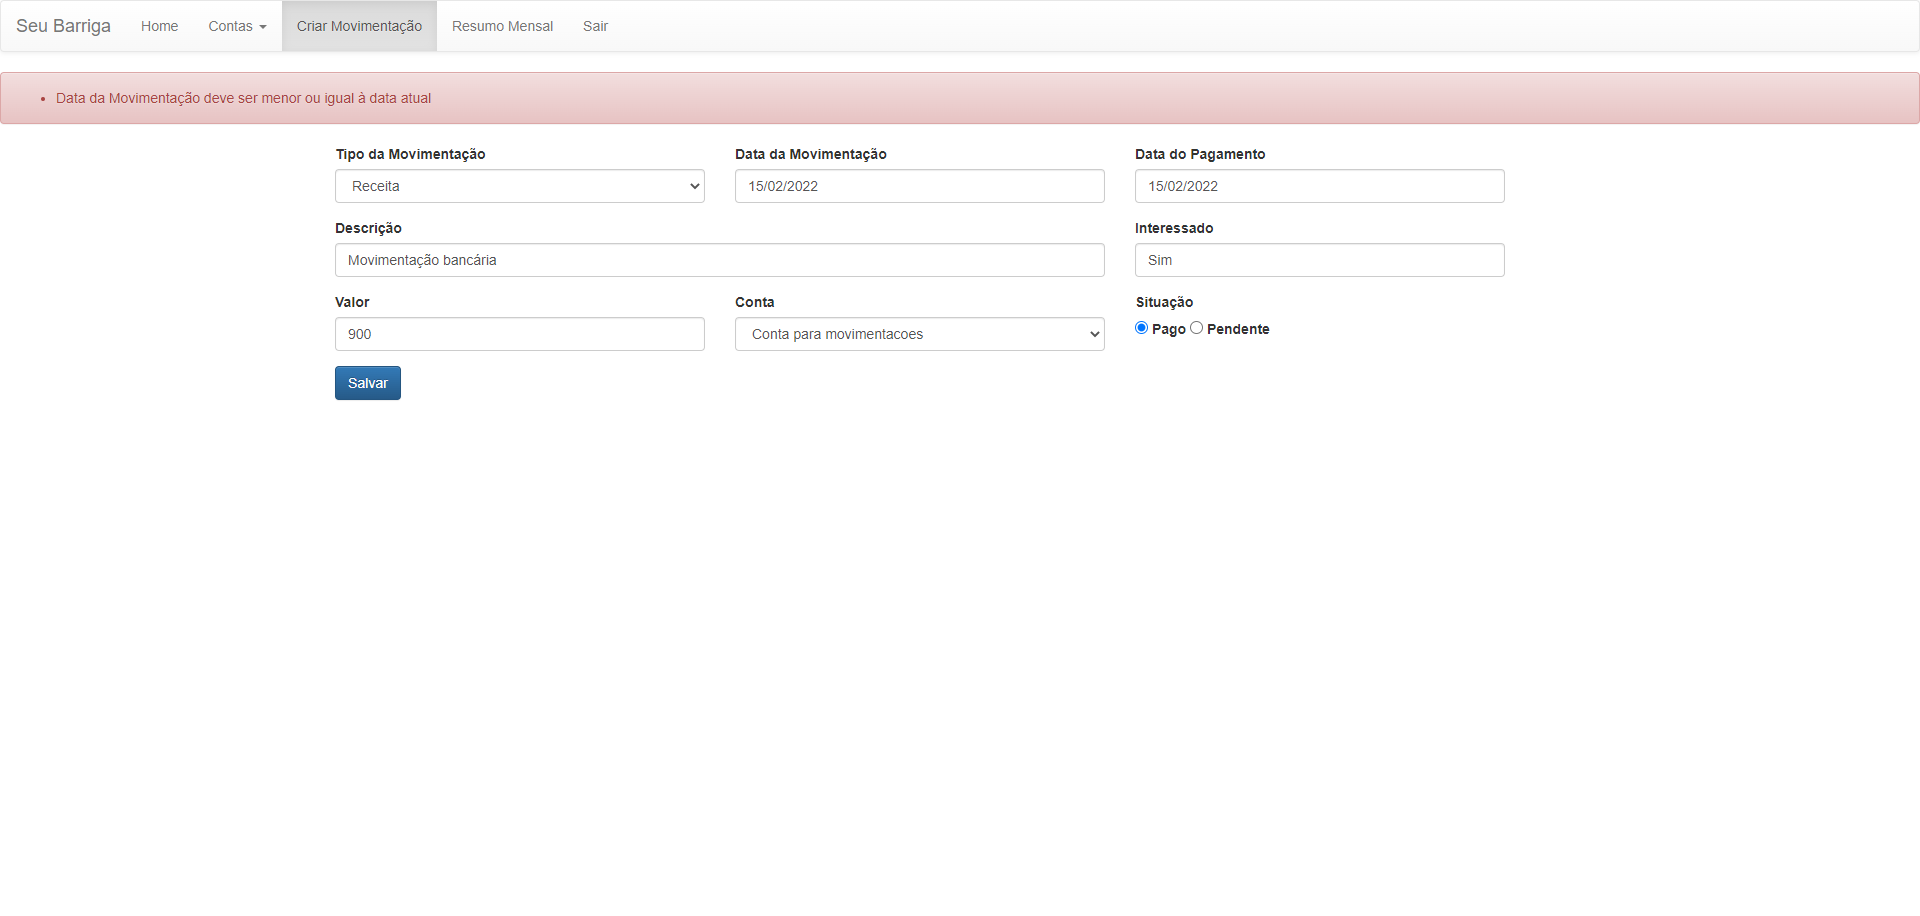 Seu Barriga Home Contas Criar Movimentação Resumo Mensal Sair
Data da Movimentação deve ser menor ou igual à data atual
Tipo da Movimentação Data da Movimentação Data do Pagamento
Receita 15/02/2022 15/02/2022
Descrição Interessado
Movimentação bancária Sim
Valor Conta Situação
900 Conta para movimentacoes Pago Pendente
Salvar